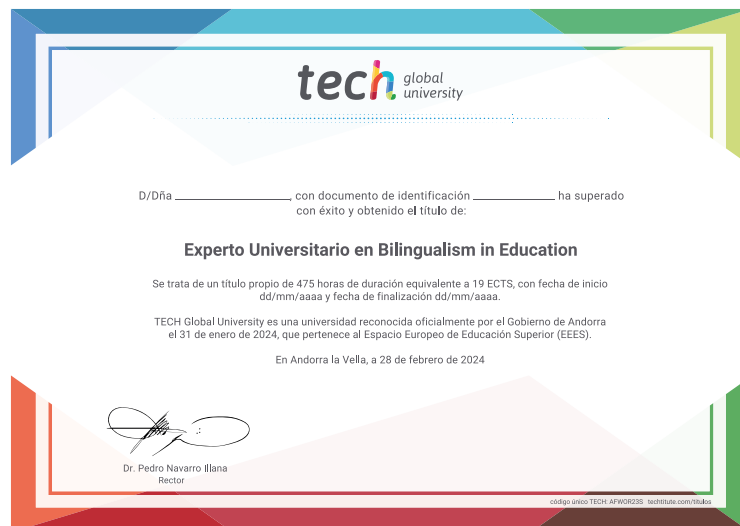 tech global
university
D/Dña ____________________, con documento de identificación ______________ ha superado
con éxito y obtenido el título de:
Experto Universitario en Bilingualism in Education
Se trata de un título propio de 475 horas de duración equivalente a 19 ECTS, con fecha de inicio
dd/mm/aaaa y fecha de finalización dd/mm/aaaa.
TECH Global University es una universidad reconocida oficialmente por el Gobierno de Andorra
el 31 de enero de 2024, que pertenece al Espacio Europeo de Educación Superior (EEES).
En Andorra la Vella, a 28 de febrero de 2024
Dr. Pedro Navarro Illana
Rector
código único TECH: AFWOR23S techtitute.com/titulos